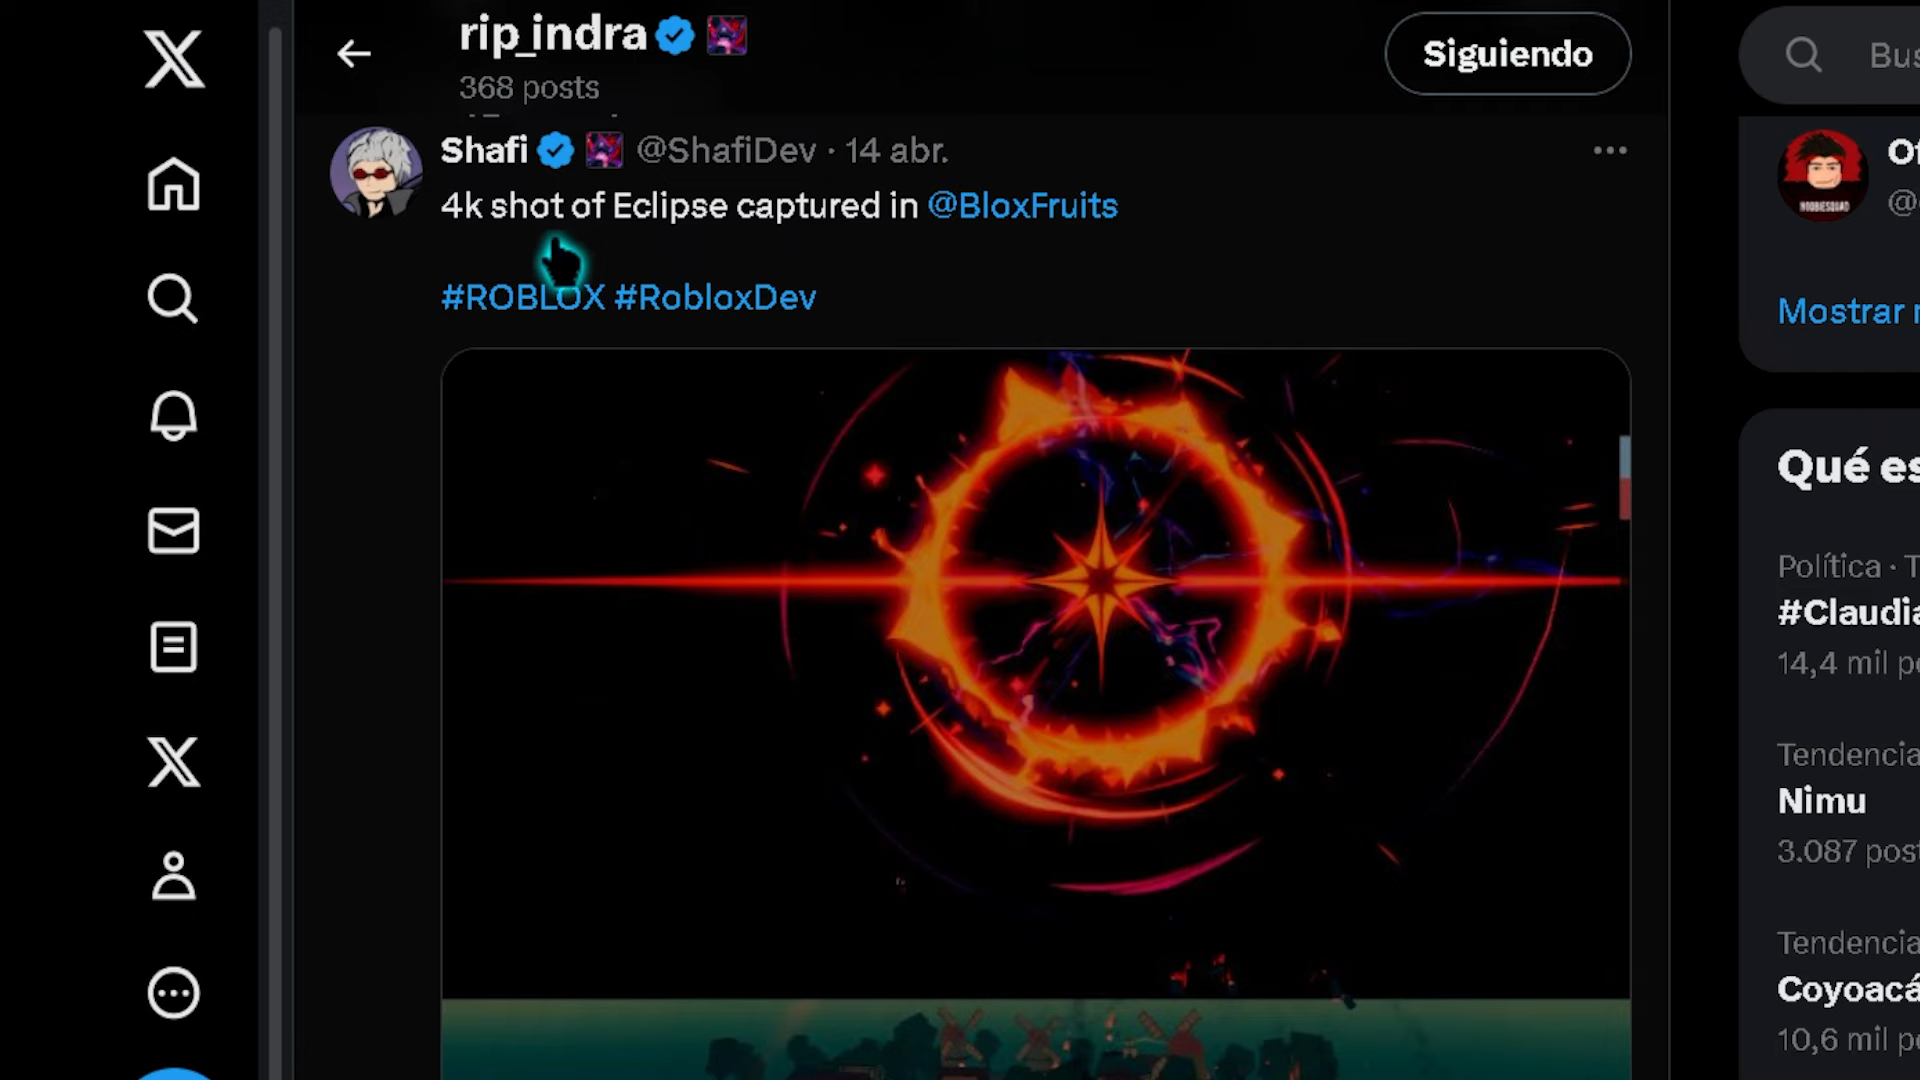 rip_indra
368 posts
Siguiendo
Shafi @ShafiDev · 14 abr.
4k shot of Eclipse captured in @BloxFruits
#ROBLOX #RobloxDev
NOOBIESQUAD
Mostrar
Qué es
Política ·
#Claudia
14,4 mil
Tendencia
Nimu
3.087 post
Tendencia
Coyoacá
10,6 mil